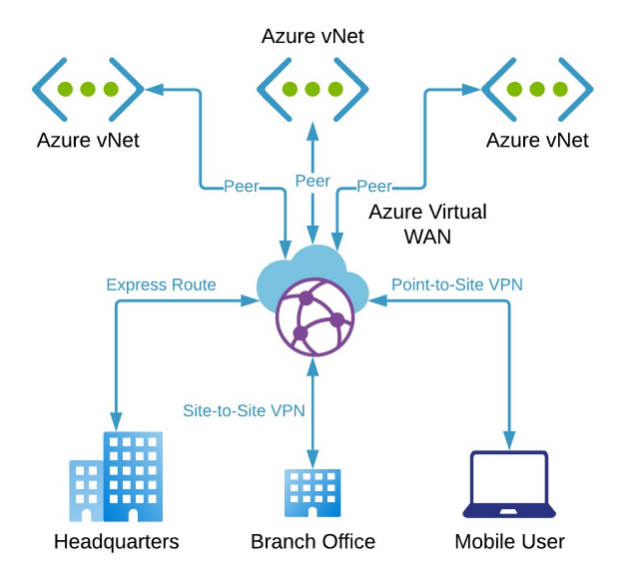 Azure vNet
Azure vNet
Azure vNet
Peer
Peer
Peer
Azure Virtual
WAN
Express Route
Point-to-Site VPN
Site-to-Site VPN
Headquarters
Branch Office
Mobile User